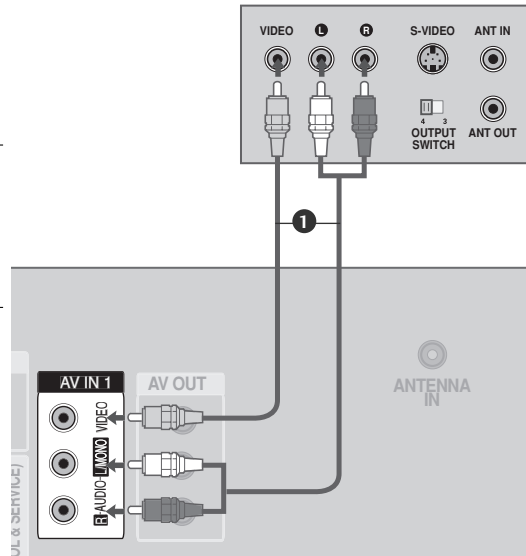 VIDEO L R S-VIDEO ANT IN
4 3
OUTPUT SWITCH
ANT OUT
1
AV IN 1
AV OUT
VIDEO
L/MONO
AUDIO
R
ANTENNA IN
& SERVICE)